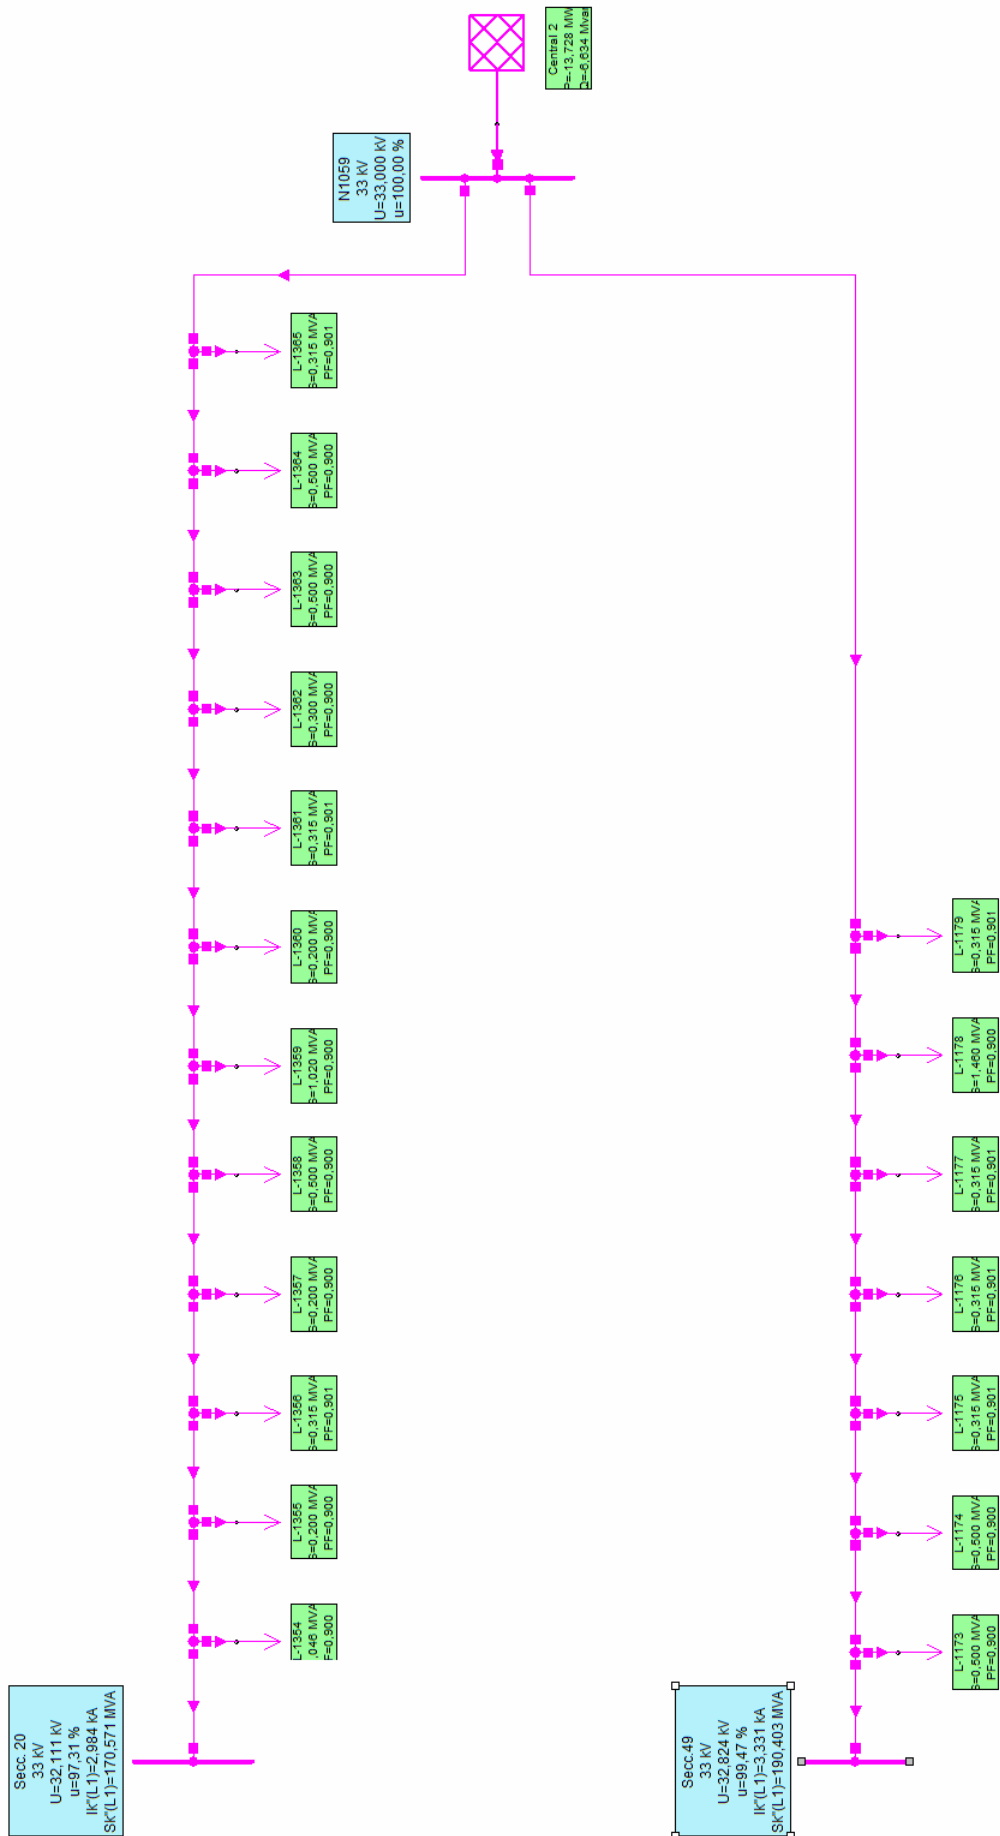 Central 2
P=-13,728 MW
Q=-6,634 Mvar
N1059
33 kV
U=33,000 kV
u=100,00 %
L-1365
S=0,315 MVA
PF=0,901
L-1364
S=0,500 MVA
PF=0,900
L-1363
S=0,500 MVA
PF=0,900
L-1362
S=0,300 MVA
PF=0,900
L-1361
S=0,315 MVA
PF=0,901
L-1360
S=0,200 MVA
PF=0,900
L-1359
S=1,020 MVA
PF=0,900
L-1358
S=0,500 MVA
PF=0,900
L-1357
S=0,200 MVA
PF=0,900
L-1356
S=0,315 MVA
PF=0,901
L-1355
S=0,200 MVA
PF=0,900
L-1354
,046 MVA
F=0,900
Secc. 20
33 kV
U=32,111 kV
u=97,31 %
Ik"(L1)=2,984 kA
Sk"(L1)=170,571 MVA
L-1179
S=0,315 MVA
PF=0,901
L-1178
S=1,460 MVA
PF=0,900
L-1177
S=0,315 MVA
PF=0,901
L-1176
S=0,315 MVA
PF=0,901
L-1175
S=0,315 MVA
PF=0,901
L-1174
S=0,500 MVA
PF=0,900
L-1173
S=0,500 MVA
PF=0,900
Secc.49
33 kV
U=32,824 kV
u=99,47 %
Ik"(L1)=3,331 kA
Sk"(L1)=190,403 MVA